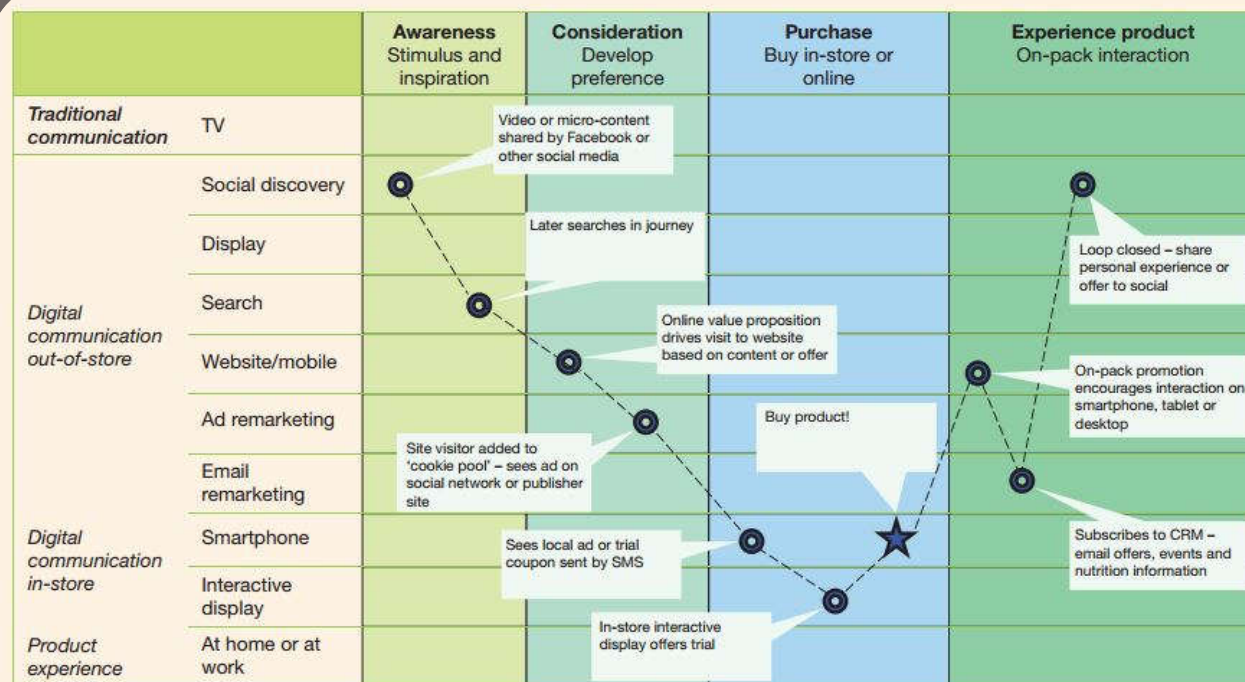 Awareness
Stimulus and
inspiration
Consideration
Develop
preference
Purchase
Buy in-store or
online
Experience product
On-pack interaction
Traditional
communication
TV
Video or micro-content
shared by Facebook or
other social media
Digital
communication
out-of-store
Social discovery
Display
Later searches in journey
Loop closed – share
personal experience or
offer to social
Search
Website/mobile
Online value proposition
drives visit to website
based on content or offer
On-pack promotion
encourages interaction on
smartphone, tablet or
desktop
Ad remarketing
Buy product!
Site visitor added to
‘cookie pool’ – sees ad on
social network or publisher
site
Email
remarketing
Digital
communication
in-store
Smartphone
Sees local ad or trial
coupon sent by SMS
Subscribes to CRM –
email offers, events and
nutrition information
Interactive
display
In-store interactive
display offers trial
Product
experience
At home or at
work